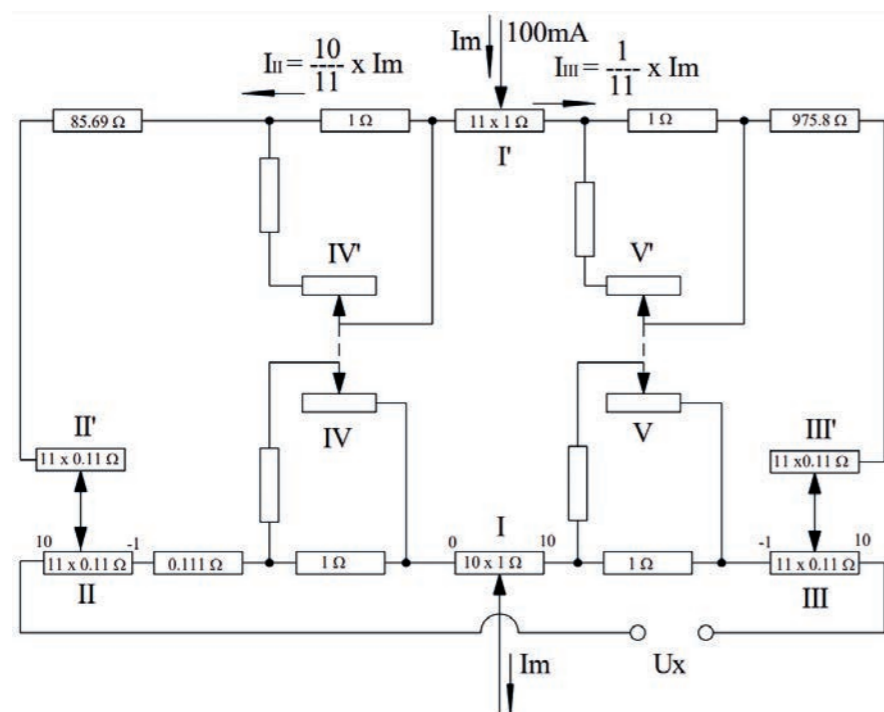 Im
100mA
III = 10/11 x Im
IIII = 1/11 x Im
85.69 Ω
1 Ω
11 x 1 Ω
1 Ω
975.8 Ω
I'
IV'
V'
IV
V
II'
III'
11 x 0.11 Ω
11 x0.11 Ω
I
10
-1
0
10
-1
10
11 x 0.11 Ω
0.111 Ω
1 Ω
10 x 1 Ω
1 Ω
11 x 0.11 Ω
II
III
Im
Ux